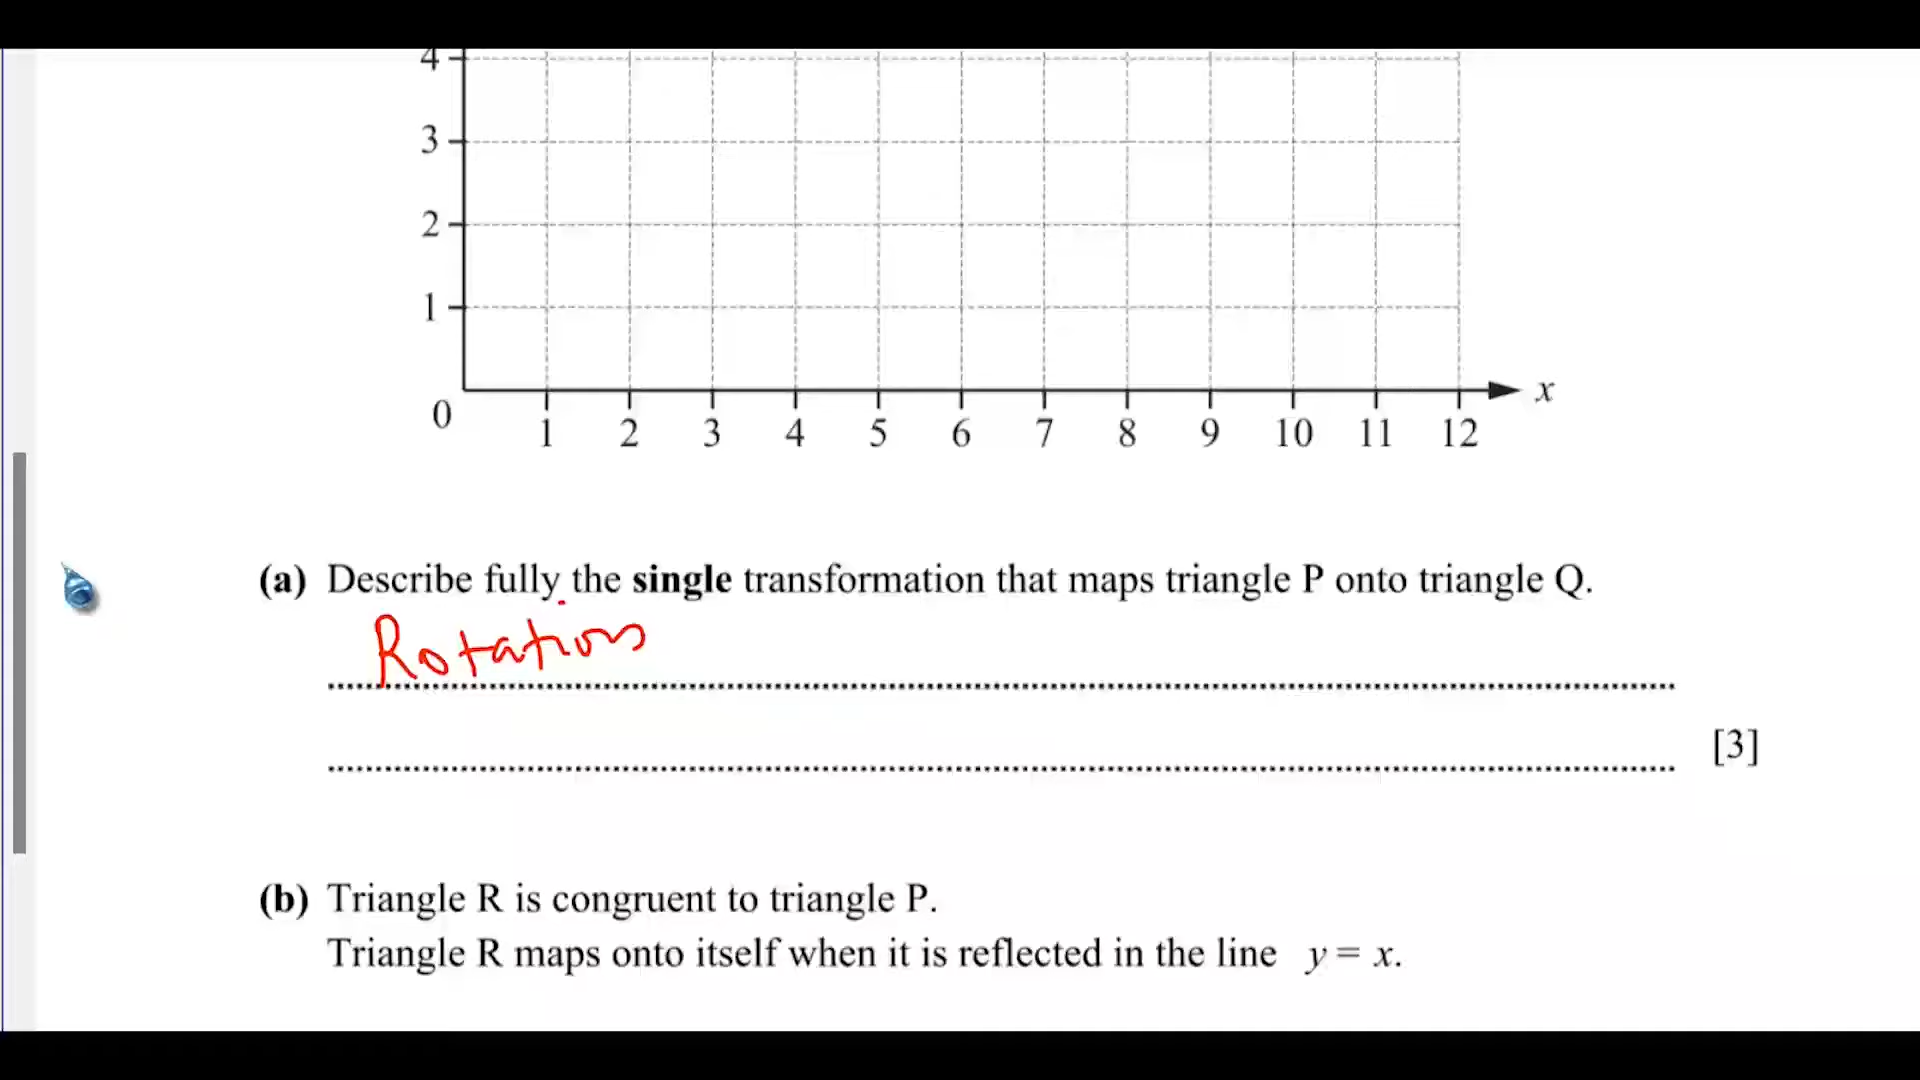 4
3
2
1
0
1 2 3 4 5 6 7 8 9 10 11 12
x
(a) Describe fully the single transformation that maps triangle P onto triangle Q.
Rotation
[3]
(b) Triangle R is congruent to triangle P.
Triangle R maps onto itself when it is reflected in the line y = x.